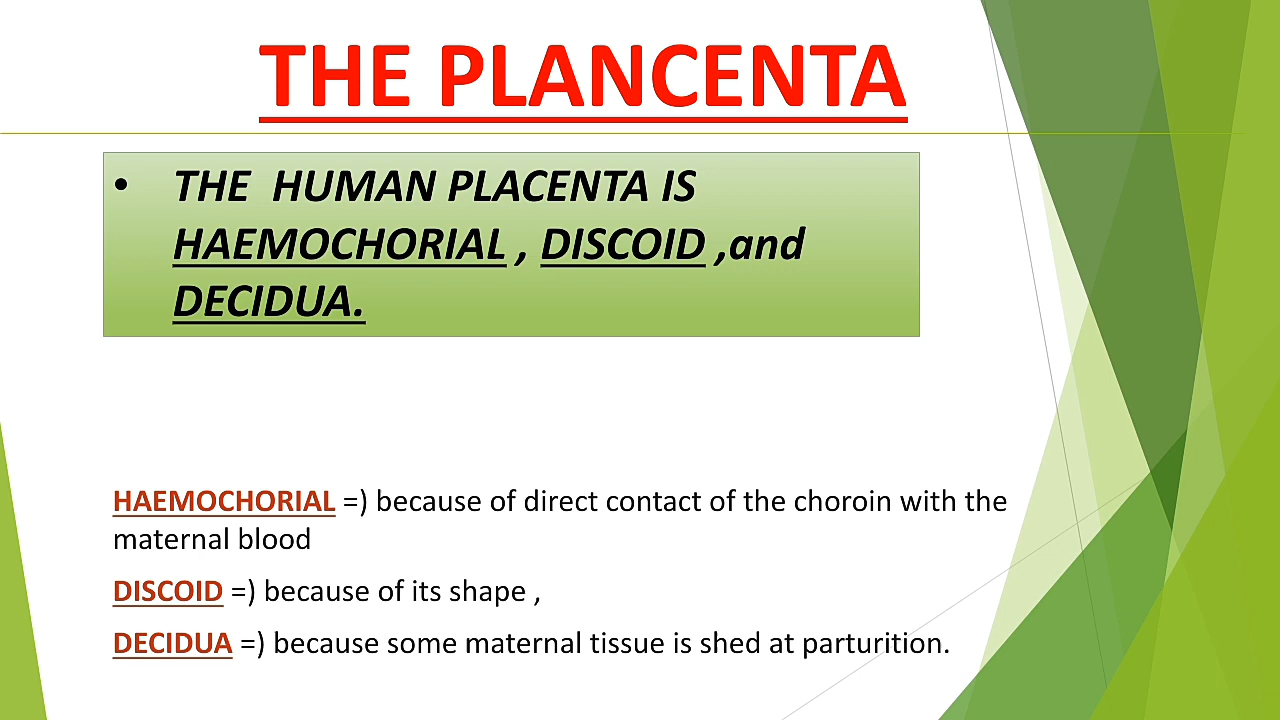 THE PLANCENTA
• THE HUMAN PLACENTA IS
HAEMOCHORIAL , DISCOID ,and
DECIDUA.
HAEMOCHORIAL =) because of direct contact of the choroin with the
maternal blood
DISCOID =) because of its shape ,
DECIDUA =) because some maternal tissue is shed at parturition.